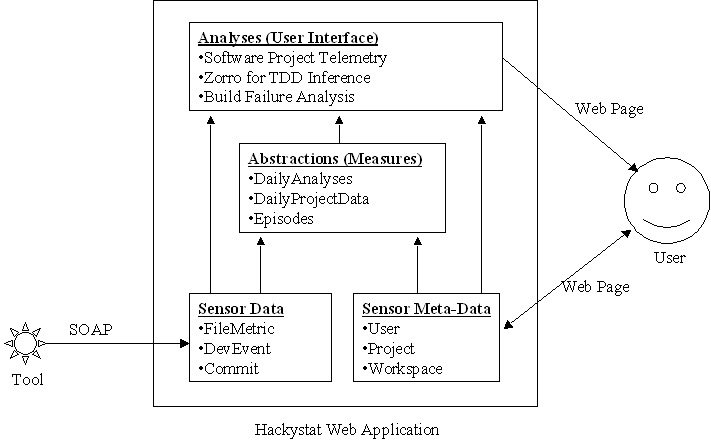 Analyses (User Interface)
•Software Project Telemetry
•Zorro for TDD Inference
•Build Failure Analysis
Web Page
Abstractions (Measures)
•DailyAnalyses
•DailyProjectData
•Episodes
User
Web Page
Sensor Data
•FileMetric
•DevEvent
•Commit
Sensor Meta-Data
•User
•Project
•Workspace
SOAP
Tool
Hackystat Web Application